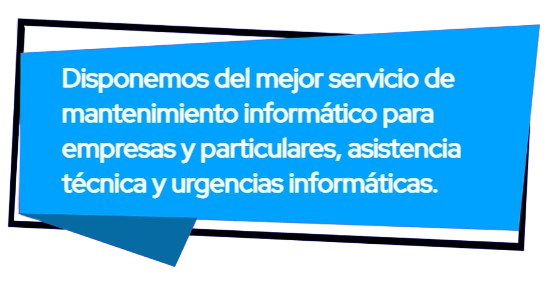 Disponemos del mejor servicio de
mantenimiento informático para
empresas y particulares, asistencia
técnica y urgencias informáticas.